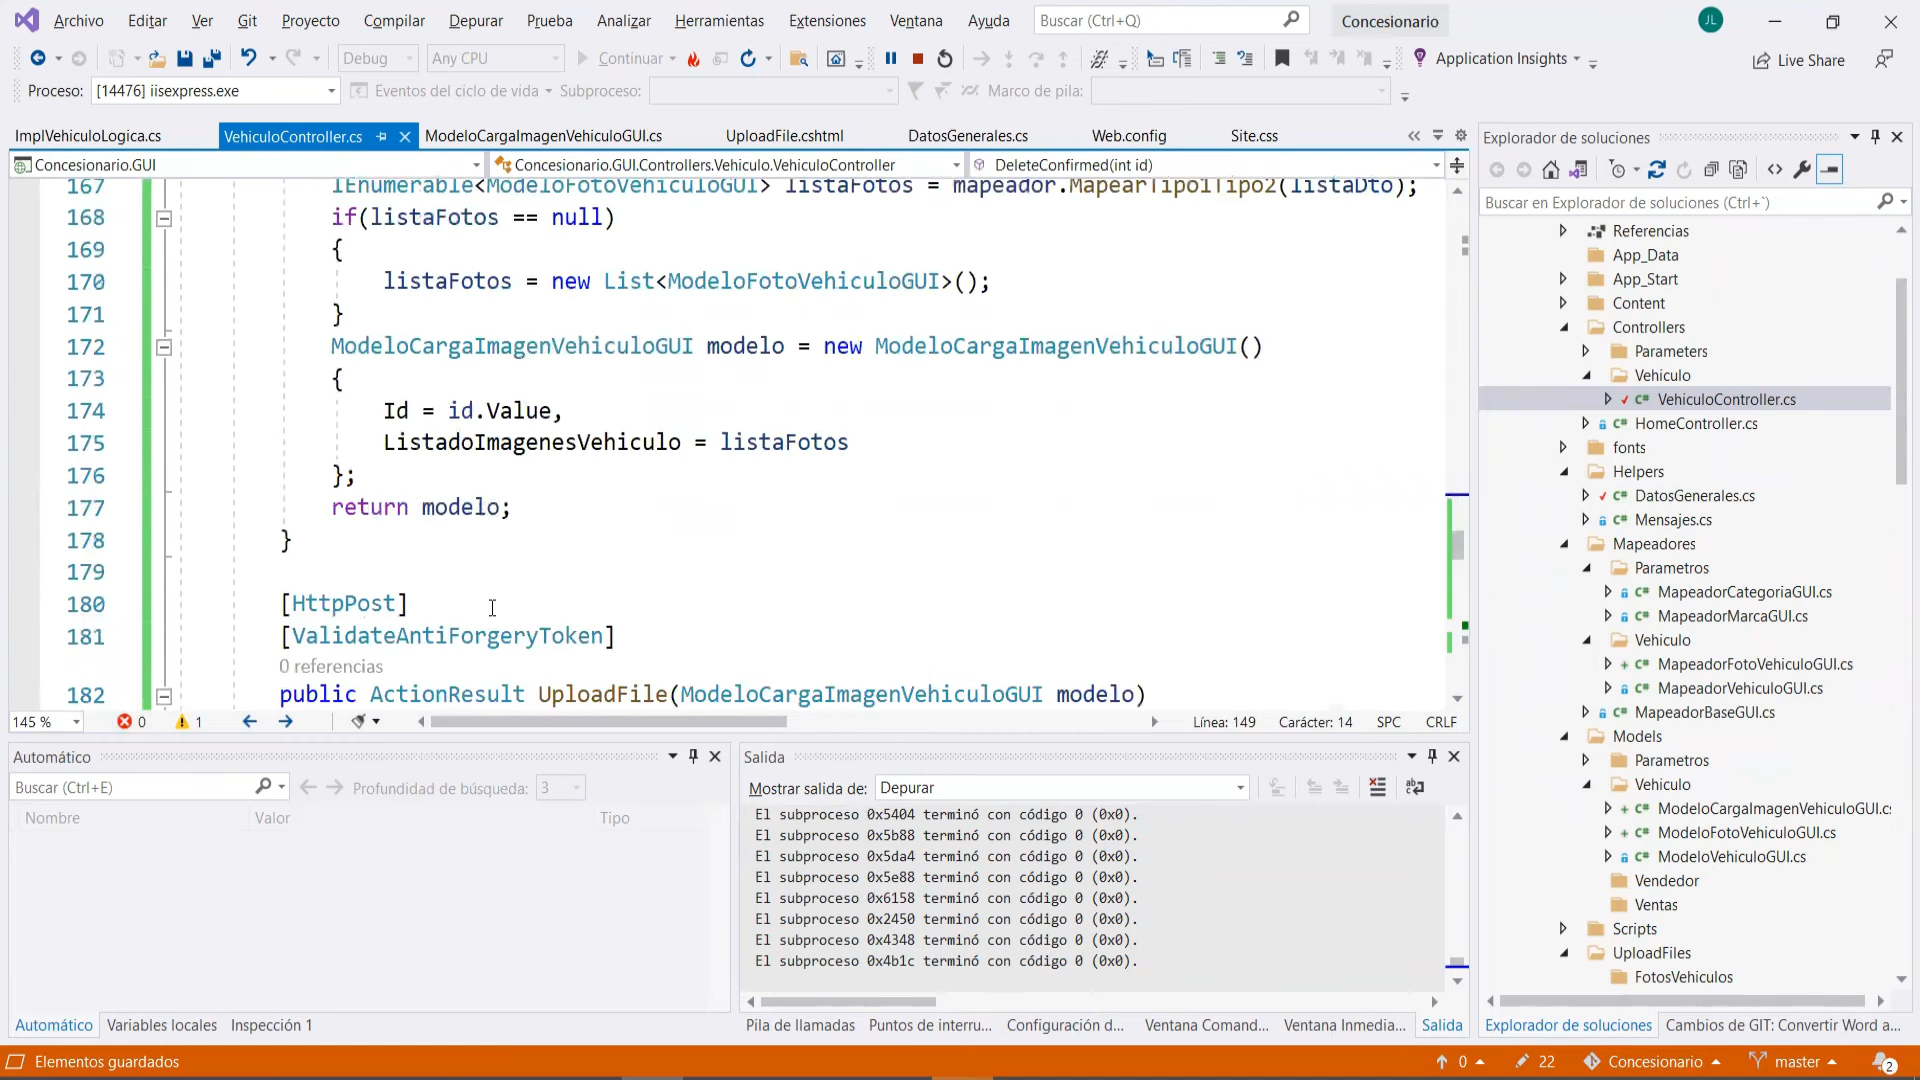 Archivo Editar Ver Git Proyecto Compilar Depurar Prueba Analizar Herramientas Extensiones Ventana Ayuda Buscar (Ctrl+Q) Concesionario JL
Debug Any CPU Continuar Application Insights Live Share
Proceso: [14476] iisexpress.exe Eventos del ciclo de vida Subproceso: Marco de pila:
ImplVehiculoLogica.cs VehiculoController.cs ModeloCargaImagenVehiculoGUI.cs UploadFile.cshtml DatosGenerales.cs Web.config Site.css
Concesionario.GUI Concesionario.GUI.Controllers.Vehiculo.VehiculoController DeleteConfirmed(int id)
167 IEnumerable<ModeloFotoVehiculoGUI> listaFotos = mapeador.MapearTipo1Tipo2(listaDto);
168 if(listaFotos == null)
169 {
170 listaFotos = new List<ModeloFotoVehiculoGUI>();
171 }
172 ModeloCargaImagenVehiculoGUI modelo = new ModeloCargaImagenVehiculoGUI()
173 {
174 Id = id.Value,
175 ListadoImagenesVehiculo = listaFotos
176 };
177 return modelo;
178 }
179
180 [HttpPost]
181 [ValidateAntiForgeryToken]
0 referencias
182 public ActionResult UploadFile(ModeloCargaImagenVehiculoGUI modelo)
145 % 0 1 Línea: 149 Carácter: 14 SPC CRLF
Automático
Buscar (Ctrl+E) Profundidad de búsqueda: 3
Nombre Valor Tipo
Automático Variables locales Inspección 1
Salida
Mostrar salida de: Depurar
El subproceso 0x5404 terminó con código 0 (0x0).
El subproceso 0x5b88 terminó con código 0 (0x0).
El subproceso 0x5da4 terminó con código 0 (0x0).
El subproceso 0x5e88 terminó con código 0 (0x0).
El subproceso 0x6158 terminó con código 0 (0x0).
El subproceso 0x2450 terminó con código 0 (0x0).
El subproceso 0x4348 terminó con código 0 (0x0).
El subproceso 0x4b1c terminó con código 0 (0x0).
Pila de llamadas Puntos de interru... Configuración d... Ventana Comand... Ventana Inmedia... Salida
Explorador de soluciones
Buscar en Explorador de soluciones (Ctrl+`)
Referencias
App_Data
App_Start
Content
Controllers
Parameters
Vehiculo
C# VehiculoController.cs
C# HomeController.cs
fonts
Helpers
C# DatosGenerales.cs
C# Mensajes.cs
Mapeadores
Parametros
C# MapeadorCategoriaGUI.cs
C# MapeadorMarcaGUI.cs
Vehiculo
C# MapeadorFotoVehiculoGUI.cs
C# MapeadorVehiculoGUI.cs
C# MapeadorBaseGUI.cs
Models
Parametros
Vehiculo
C# ModeloCargaImagenVehiculoGUI.cs
C# ModeloFotoVehiculoGUI.cs
C# ModeloVehiculoGUI.cs
Vendedor
Ventas
Scripts
UploadFiles
FotosVehiculos
Explorador de soluciones Cambios de GIT: Convertir Word a...
Elementos guardados 0 22 Concesionario master 2